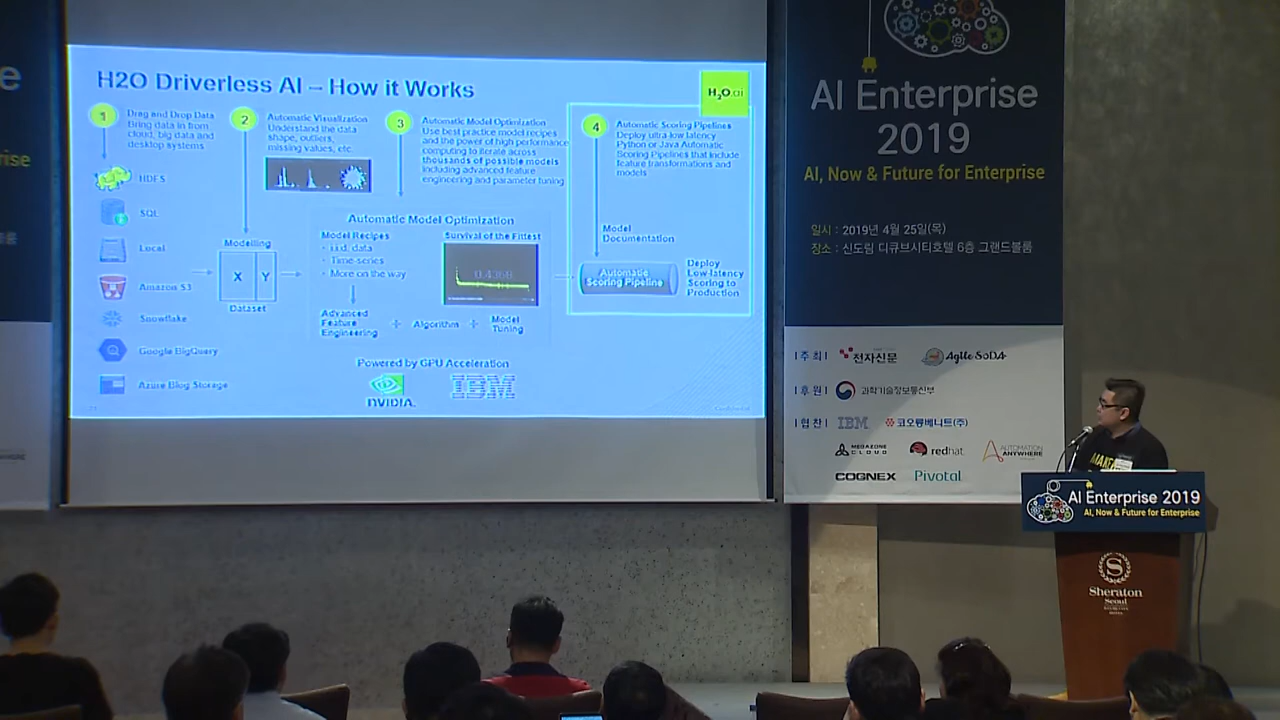 H2O Driverless AI – How it Works
H2O.ai
1
Drag and Drop Data
Bring data in from
cloud, big data and
desktop systems
HDFS
SQL
Local
Amazon S3
Snowflake
Google BigQuery
Azure Blog Storage
2
Automatic Visualization
Understand the data
shape, outliers,
missing values, etc.
Modelling
X Y
Dataset
3
Automatic Model Optimization
Use best practice model recipes
and the power of high performance
computing to iterate across
thousands of possible models
including advanced feature
engineering and parameter tuning
Automatic Model Optimization
Model Recipes
• i.i.d. data
• Time-series
• More on the way
Survival of the Fittest
0.4368
Advanced
Feature
Engineering
+
Algorithm
+
Model
Tuning
Powered by GPU Acceleration
NVIDIA.
IBM
4
Automatic Scoring Pipelines
Deploy ultra-low latency
Python or Java Automatic
Scoring Pipelines that include
feature transformations and
models
Model
Documentation
Automatic
Scoring Pipeline
Deploy
Low-latency
Scoring to
Production
Confidential
AI Enterprise
2019
AI, Now & Future for Enterprise
일시 : 2019년 4월 25일(목)
장소 : 신도림 디큐브시티호텔 6층 그랜드볼룸
| 주 최 | 전자신문 Agile SoDA
| 후 원 | 과학기술정보통신부
| 협 찬 | IBM 코오롱베니트(주)
MEGAZONE CLOUD redhat. AUTOMATION ANYWHERE
COGNEX Pivotal
e
rise
AI Enterprise 2019
AI, Now & Future for Enterprise
S
Sheraton
Seoul